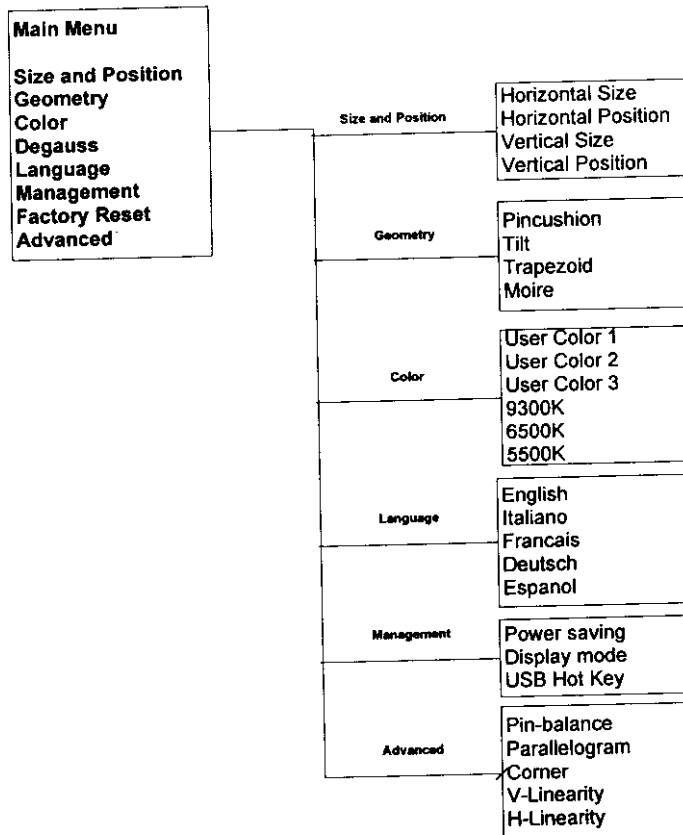 Main Menu
Size and Position
Geometry
Color
Degauss
Language
Management
Factory Reset
Advanced
Size and Position
Horizontal Size
Horizontal Position
Vertical Size
Vertical Position
Geometry
Pincushion
Tilt
Trapezoid
Moire
Color
User Color 1
User Color 2
User Color 3
9300K
6500K
5500K
Language
English
Italiano
Francais
Deutsch
Espanol
Management
Power saving
Display mode
USB Hot Key
Advanced
Pin-balance
Parallelogram
Corner
V-Linearity
H-Linearity